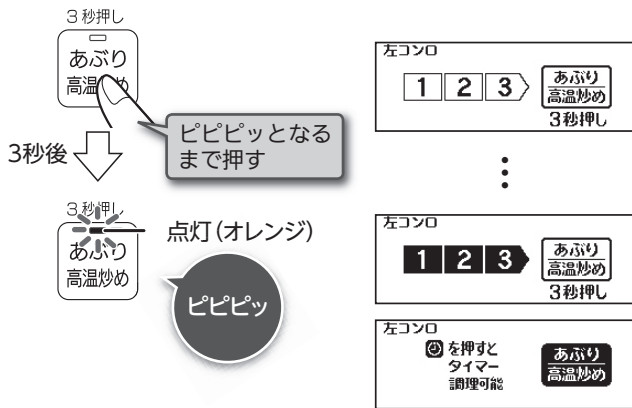 3秒押し
あぶり
高温炒め
ピピピッとなる
まで押す
3秒後
3秒押し
点灯(オレンジ)
あぶり
高温炒め
ピピピッ
左コンロ
1 2 3
あぶり
高温炒め
3秒押し
左コンロ
1 2 3
あぶり
高温炒め
3秒押し
左コンロ
を押すと
タイマー
調理可能
あぶり
高温炒め